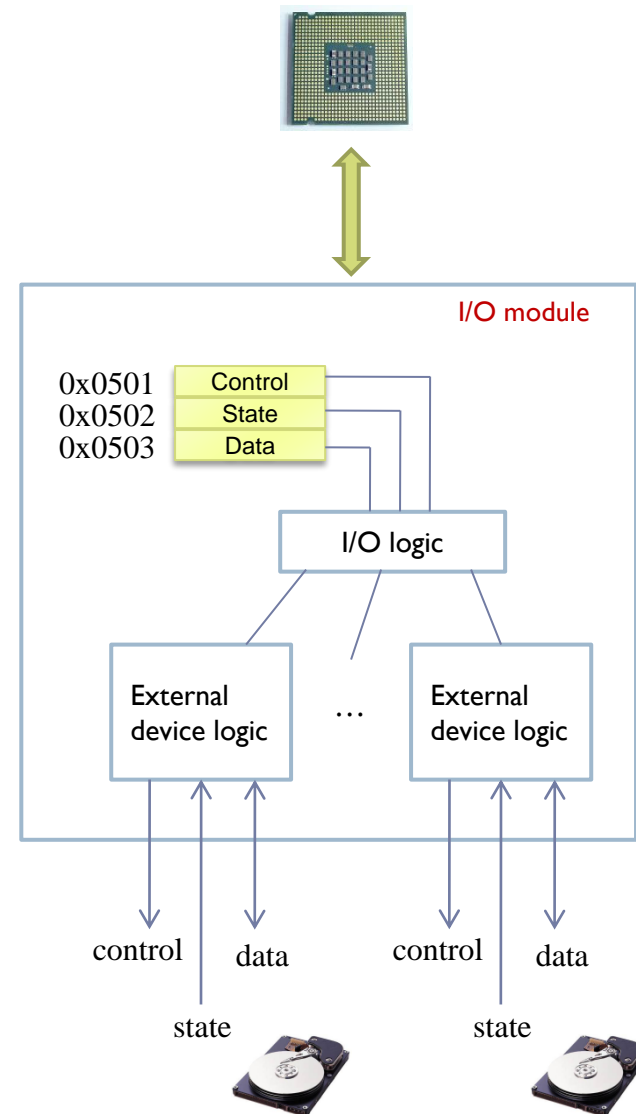 I/O module
0x0501 Control
0x0502 State
0x0503 Data
I/O logic
External
device logic
...
External
device logic
control
data
control
data
state
state